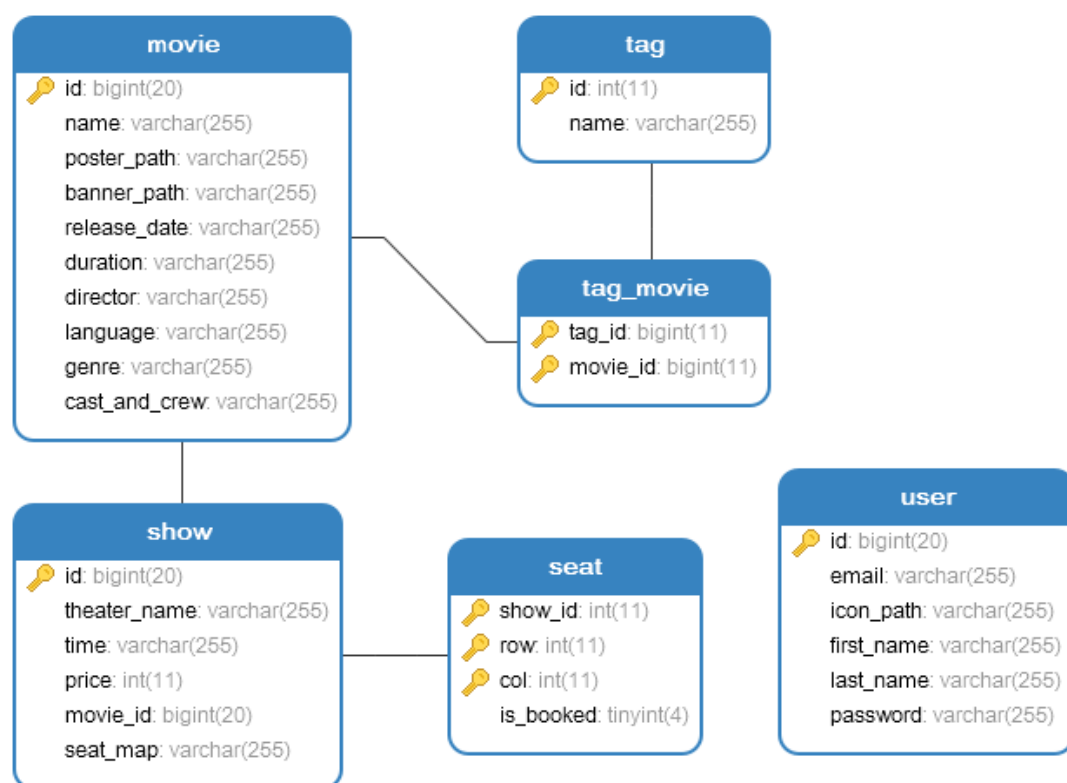 movie
id: bigint(20)
name: varchar(255)
poster_path: varchar(255)
banner_path: varchar(255)
release_date: varchar(255)
duration: varchar(255)
director: varchar(255)
language: varchar(255)
genre: varchar(255)
cast_and_crew: varchar(255)
tag
id: int(11)
name: varchar(255)
tag_movie
tag_id: bigint(11)
movie_id: bigint(11)
show
id: bigint(20)
theater_name: varchar(255)
time: varchar(255)
price: int(11)
movie_id: bigint(20)
seat_map: varchar(255)
seat
show_id: int(11)
row: int(11)
col: int(11)
is_booked: tinyint(4)
user
id: bigint(20)
email: varchar(255)
icon_path: varchar(255)
first_name: varchar(255)
last_name: varchar(255)
password: varchar(255)